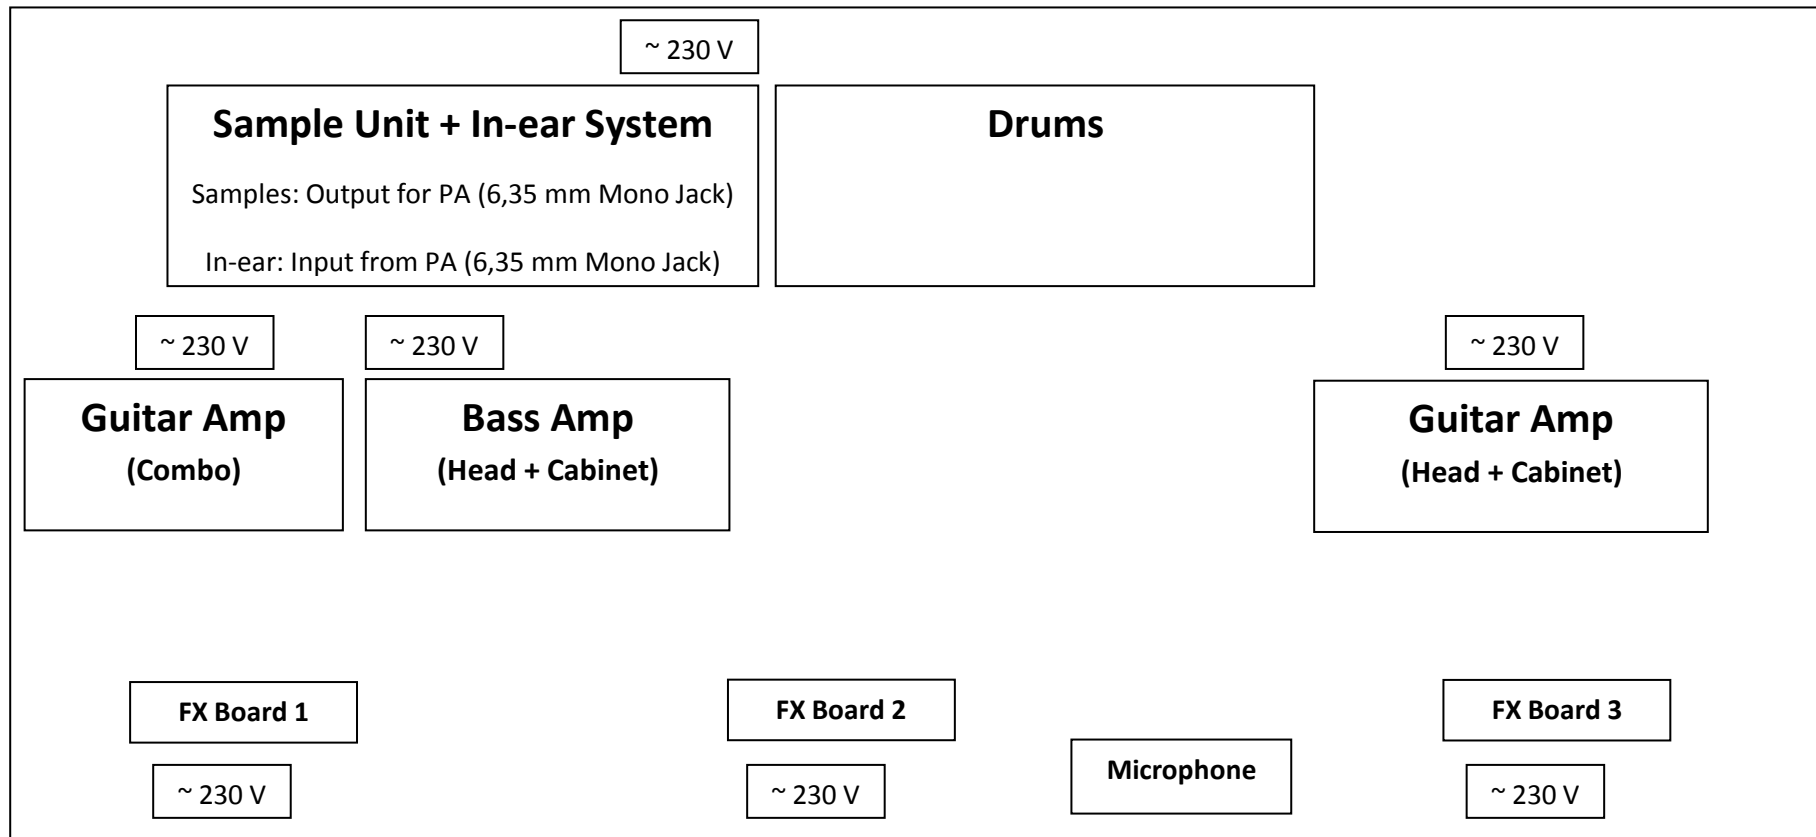 ~ 230 V
Sample Unit + In-ear System
Samples: Output for PA (6,35 mm Mono Jack)
In-ear: Input from PA (6,35 mm Mono Jack)
Drums
~ 230 V
~ 230 V
~ 230 V
Guitar Amp
(Combo)
Bass Amp
(Head + Cabinet)
Guitar Amp
(Head + Cabinet)
FX Board 1
FX Board 2
FX Board 3
Microphone
~ 230 V
~ 230 V
~ 230 V